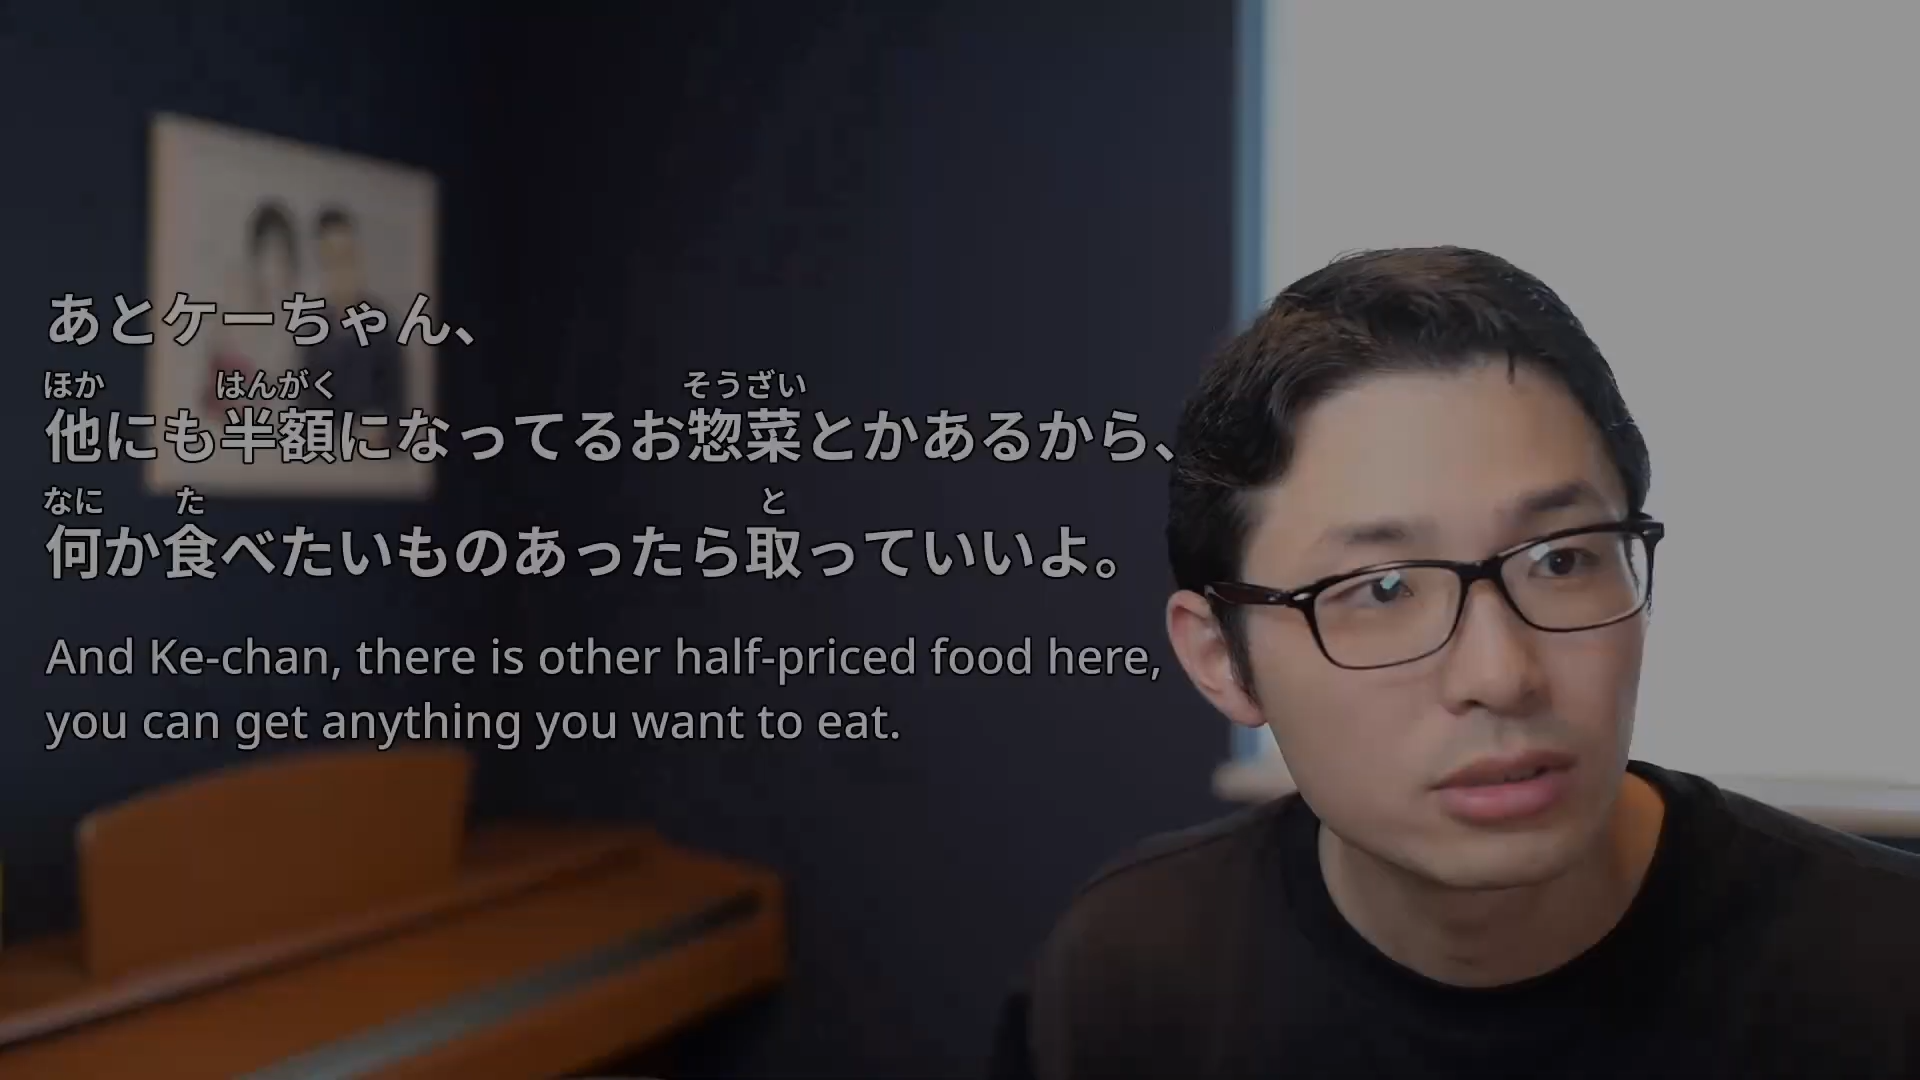 あとケーちゃん、
ほか はんがく そうざい
他にも半額になってるお惣菜とかあるから、
なに た と
何か食べたいものあったら取っていいよ。
And Ke-chan, there is other half-priced food here,
you can get anything you want to eat.